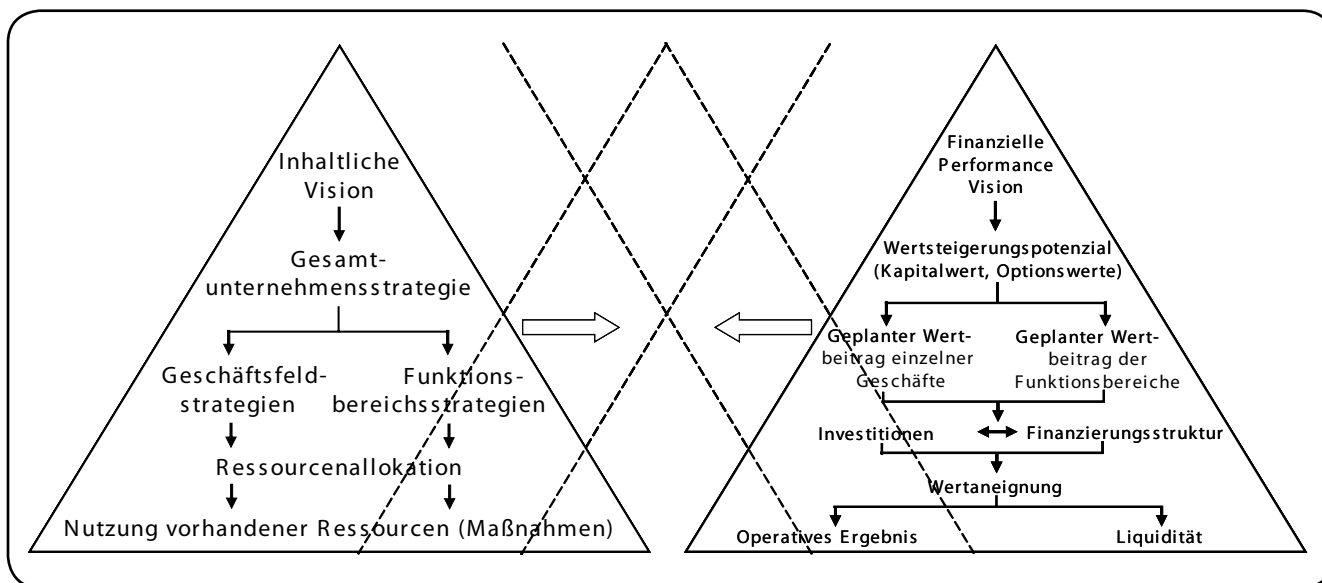 Inhaltliche
Vision
Gesamt-
unternehmensstrategie
Geschäftsfeld-
strategien
Funktions-
bereichsstrategien
Ressourcenallokation
Nutzung vorhandener Ressourcen (Maßnahmen)
Finanzielle
Performance
Vision
Wertsteigerungspotenzial
(Kapitalwert, Optionswerte)
Geplanter Wert-
beitrag einzelner
Geschäfte
Geplanter Wert-
beitrag der
Funktionsbereiche
Investitionen
Finanzierungsstruktur
Wertaneignung
Operatives Ergebnis
Liquidität